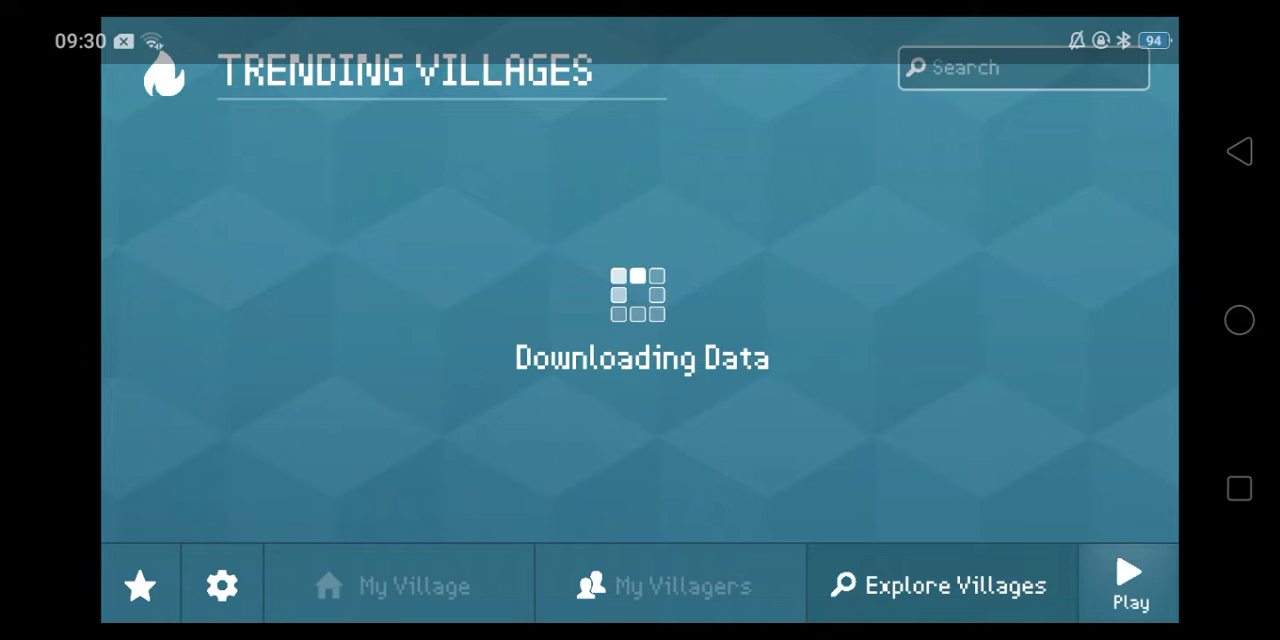 09:30
94
TRENDING VILLAGES
Search
Downloading Data
My Village
My Villagers
Explore Villages
Play